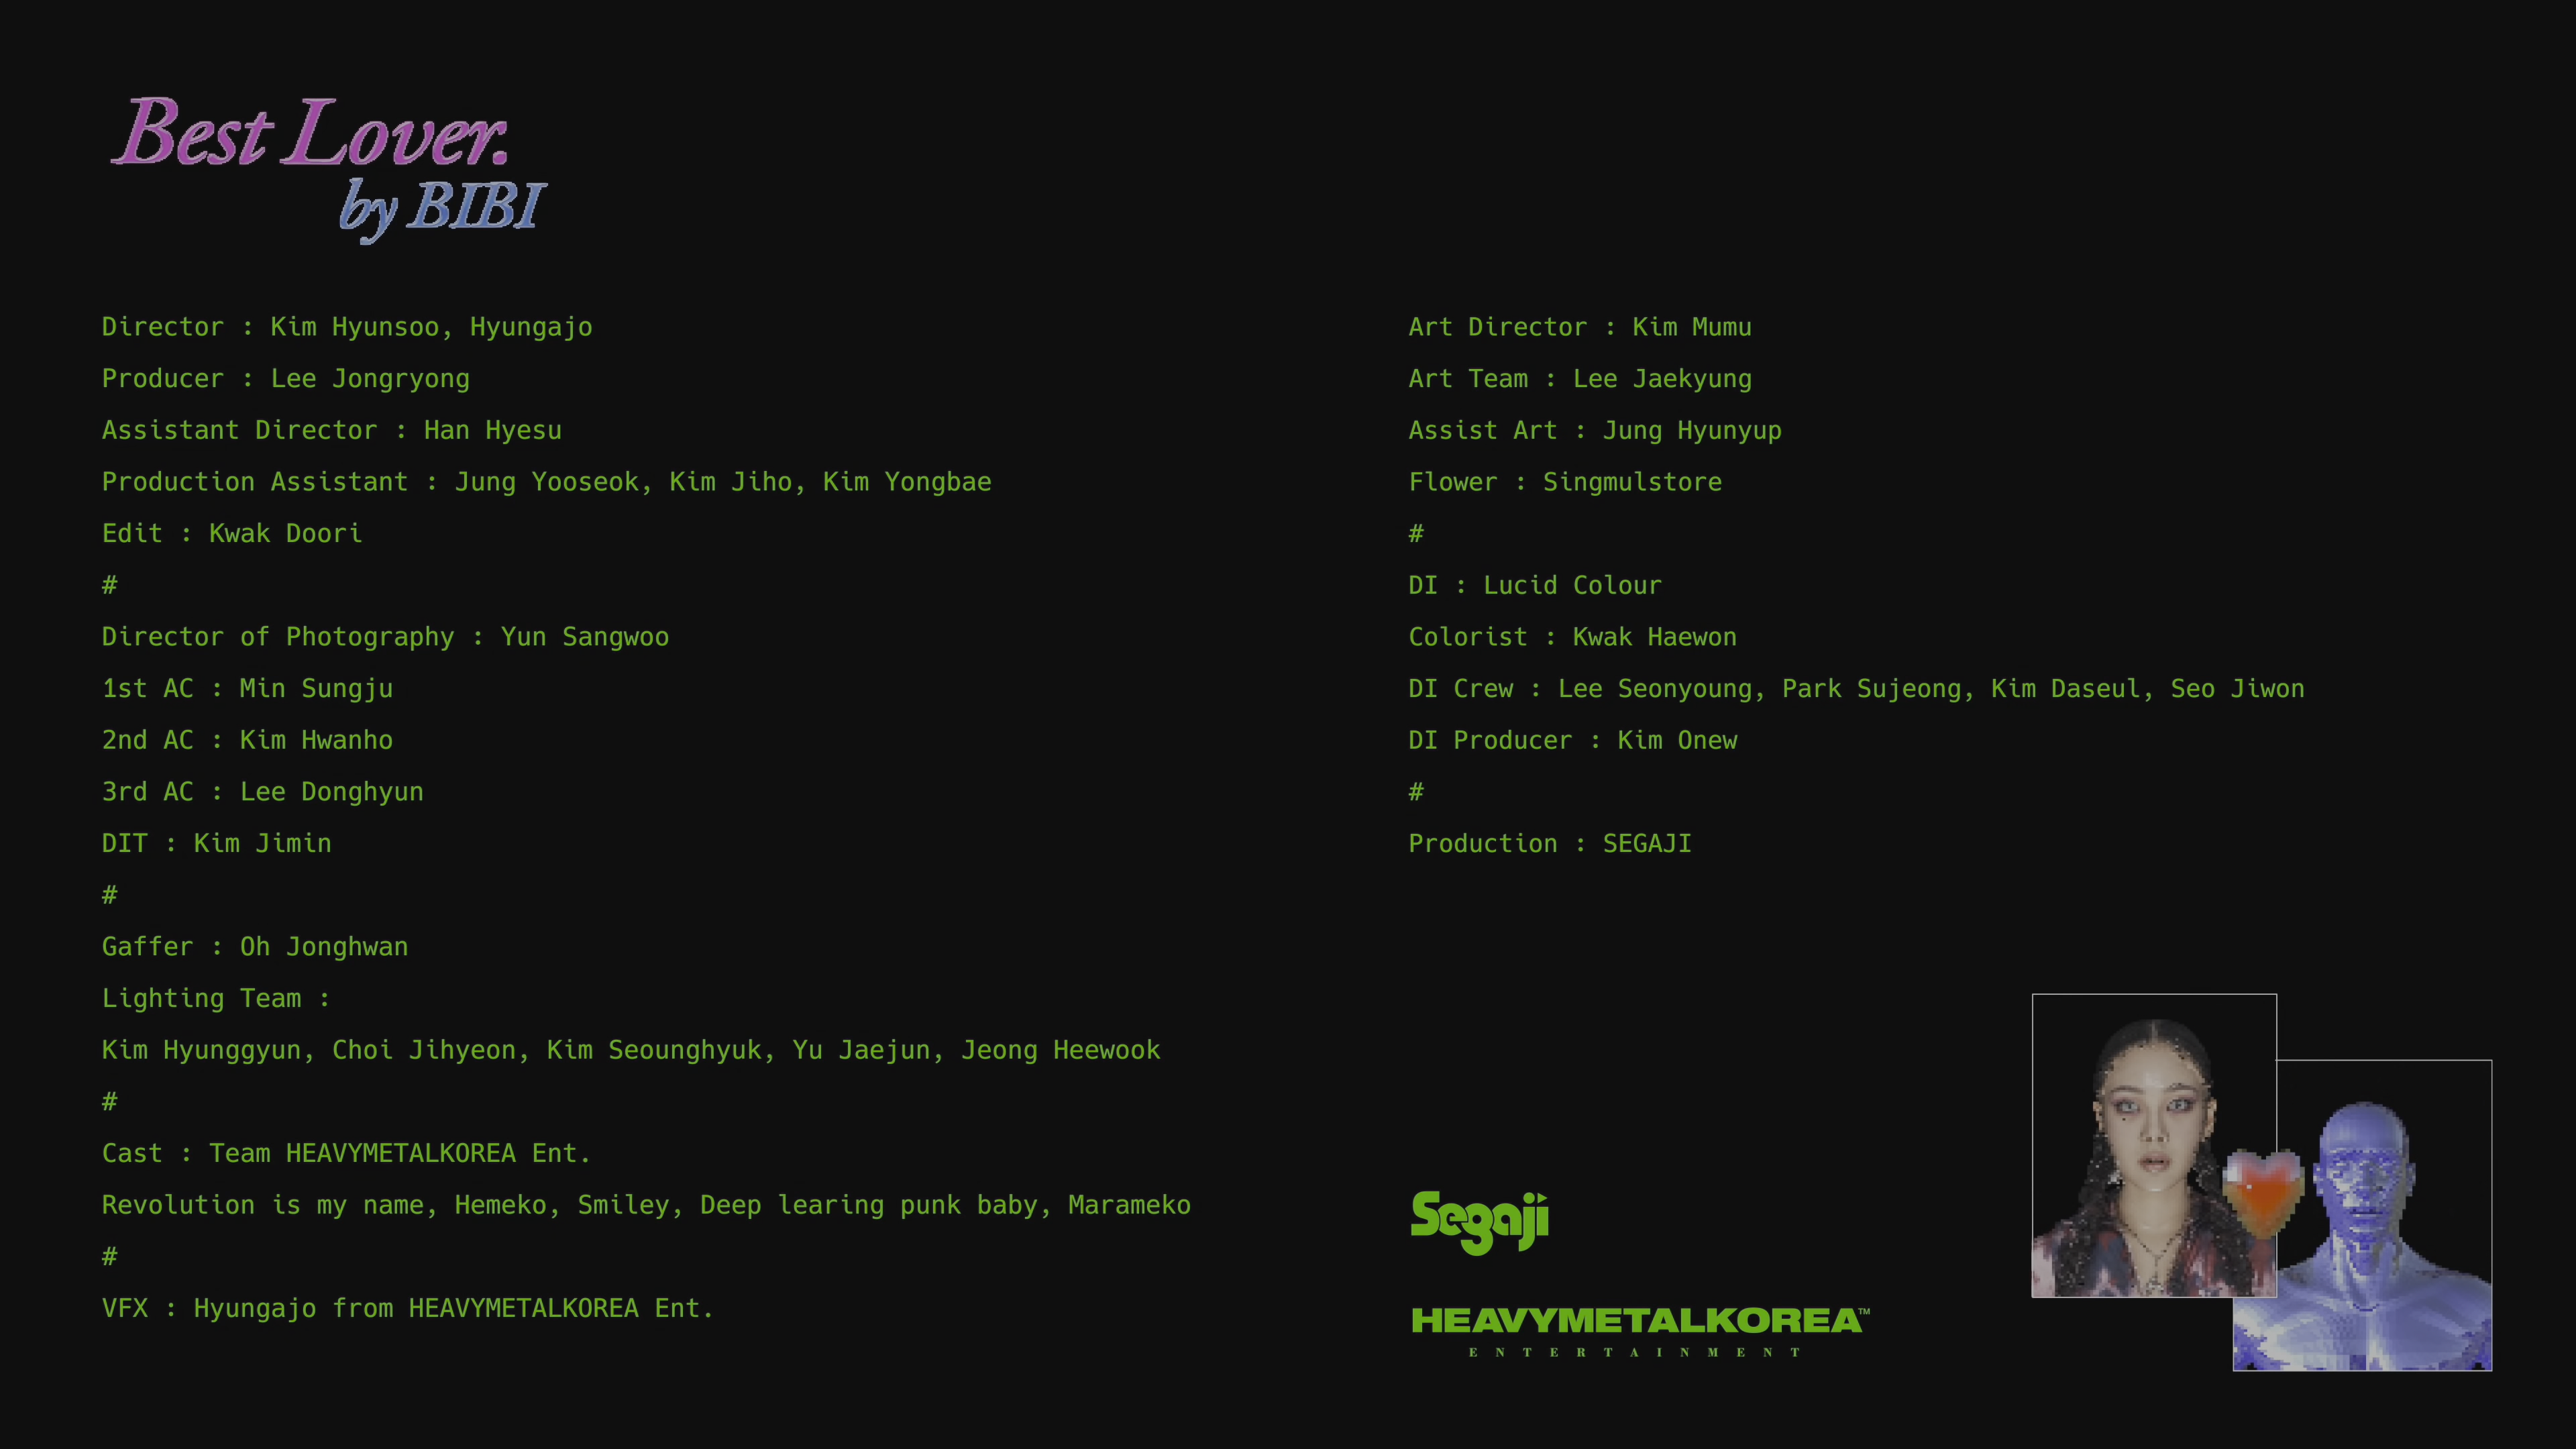 Best Lover.
by BIBI
Director : Kim Hyunsoo, Hyungajo
Producer : Lee Jongryong
Assistant Director : Han Hyesu
Production Assistant : Jung Yooseok, Kim Jiho, Kim Yongbae
Edit : Kwak Doori
#
Director of Photography : Yun Sangwoo
1st AC : Min Sungju
2nd AC : Kim Hwanho
3rd AC : Lee Donghyun
DIT : Kim Jimin
#
Gaffer : Oh Jonghwan
Lighting Team :
Kim Hyunggyun, Choi Jihyeon, Kim Seounghyuk, Yu Jaejun, Jeong Heewook
#
Cast : Team HEAVYMETALKOREA Ent.
Revolution is my name, Hemeko, Smiley, Deep learing punk baby, Marameko
#
VFX : Hyungajo from HEAVYMETALKOREA Ent.
Art Director : Kim Mumu
Art Team : Lee Jaekyung
Assist Art : Jung Hyunyup
Flower : Singmulstore
#
DI : Lucid Colour
Colorist : Kwak Haewon
DI Crew : Lee Seonyoung, Park Sujeong, Kim Daseul, Seo Jiwon
DI Producer : Kim Onew
#
Production : SEGAJI
Segaji
HEAVYMETALKOREA™
ENTERTAINMENT